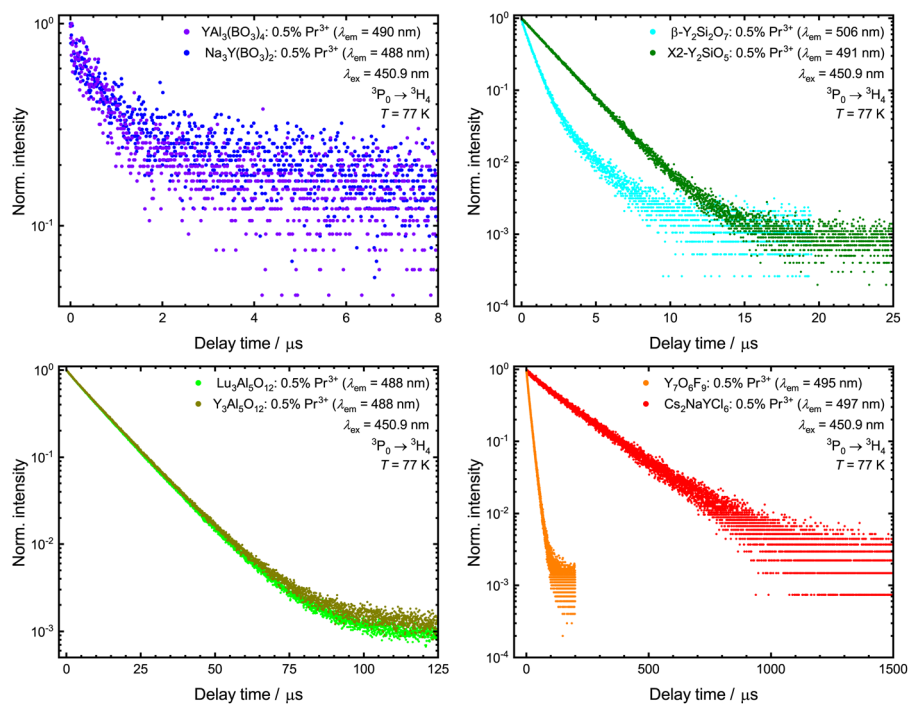 YAl₃(BO₃)₄: 0.5% Pr³⁺ (λem = 490 nm)
Na₃Y(BO₃)₂: 0.5% Pr³⁺ (λem = 488 nm)
λex = 450.9 nm
³P₀ → ³H₄
T = 77 K
Norm. intensity
10⁰
10⁻¹
0 2 4 6 8
Delay time / μs
β-Y₂Si₂O₇: 0.5% Pr³⁺ (λem = 506 nm)
X2-Y₂SiO₅: 0.5% Pr³⁺ (λem = 491 nm)
λex = 450.9 nm
³P₀ → ³H₄
T = 77 K
Norm. intensity
10⁰
10⁻¹
10⁻²
10⁻³
10⁻⁴
0 5 10 15 20 25
Delay time / μs
Lu₃Al₅O₁₂: 0.5% Pr³⁺ (λem = 488 nm)
Y₃Al₅O₁₂: 0.5% Pr³⁺ (λem = 488 nm)
λex = 450.9 nm
³P₀ → ³H₄
T = 77 K
Norm. intensity
10⁰
10⁻¹
10⁻²
10⁻³
0 25 50 75 100 125
Delay time / μs
Y₇O₆F₉: 0.5% Pr³⁺ (λem = 495 nm)
Cs₂NaYCl₆: 0.5% Pr³⁺ (λem = 497 nm)
λex = 450.9 nm
³P₀ → ³H₄
T = 77 K
Norm. intensity
10⁰
10⁻¹
10⁻²
10⁻³
10⁻⁴
0 500 1000 1500
Delay time / μs